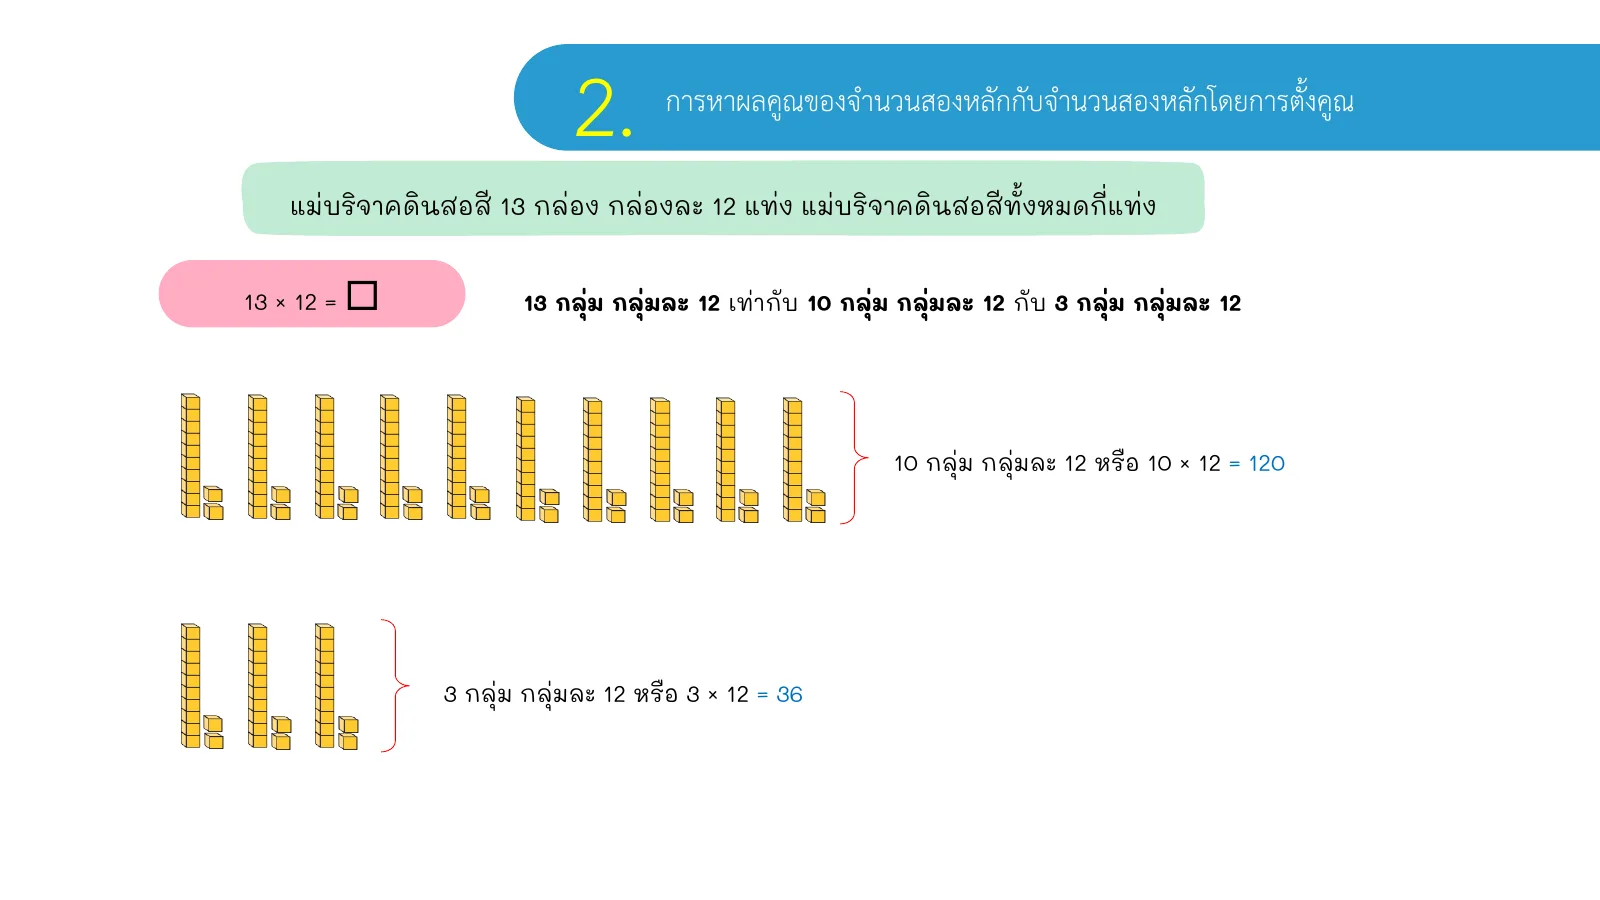 2. การหาผลคูณของจำนวนสองหลักกับจำนวนสองหลักโดยการตั้งคูณ
แม่บริจาคดินสอสี 13 กล่อง กล่องละ 12 แท่ง แม่บริจาคดินสอสีทั้งหมดกี่แท่ง
13 × 12 = □
13 กลุ่ม กลุ่มละ 12 เท่ากับ 10 กลุ่ม กลุ่มละ 12 กับ 3 กลุ่ม กลุ่มละ 12
10 กลุ่ม กลุ่มละ 12 หรือ 10 × 12 = 120
3 กลุ่ม กลุ่มละ 12 หรือ 3 × 12 = 36